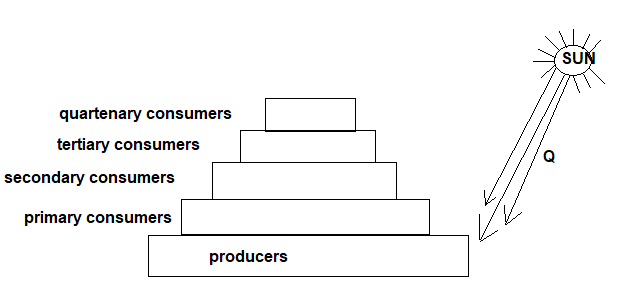 SUN
quartenary consumers
tertiary consumers
Q
secondary consumers
primary consumers
producers